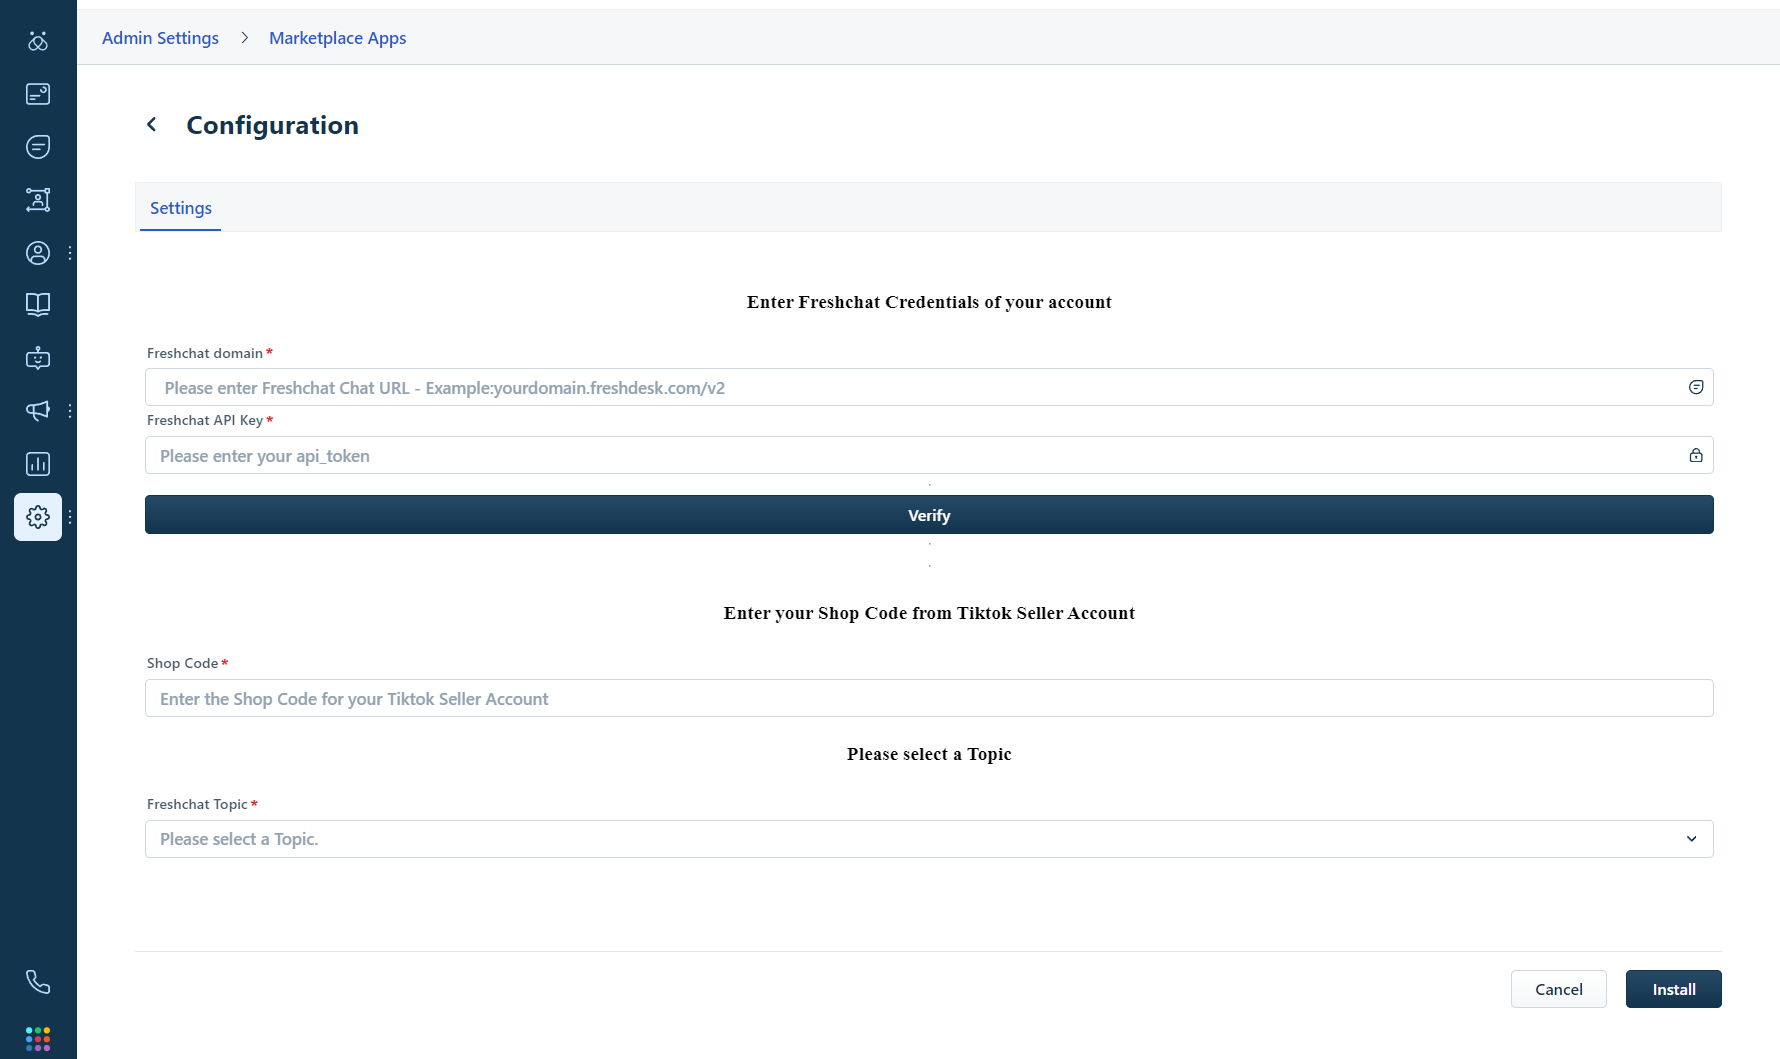 Admin Settings > Marketplace Apps
Configuration
Settings
Enter Freshchat Credentials of your account
Freshchat domain*
Please enter Freshchat Chat URL - Example:yourdomain.freshdesk.com/v2
Freshchat API Key*
Please enter your api_token
.
Verify
.
.
Enter your Shop Code from Tiktok Seller Account
Shop Code*
Enter the Shop Code for your Tiktok Seller Account
Please select a Topic
Freshchat Topic*
Please select a Topic.
Cancel Install